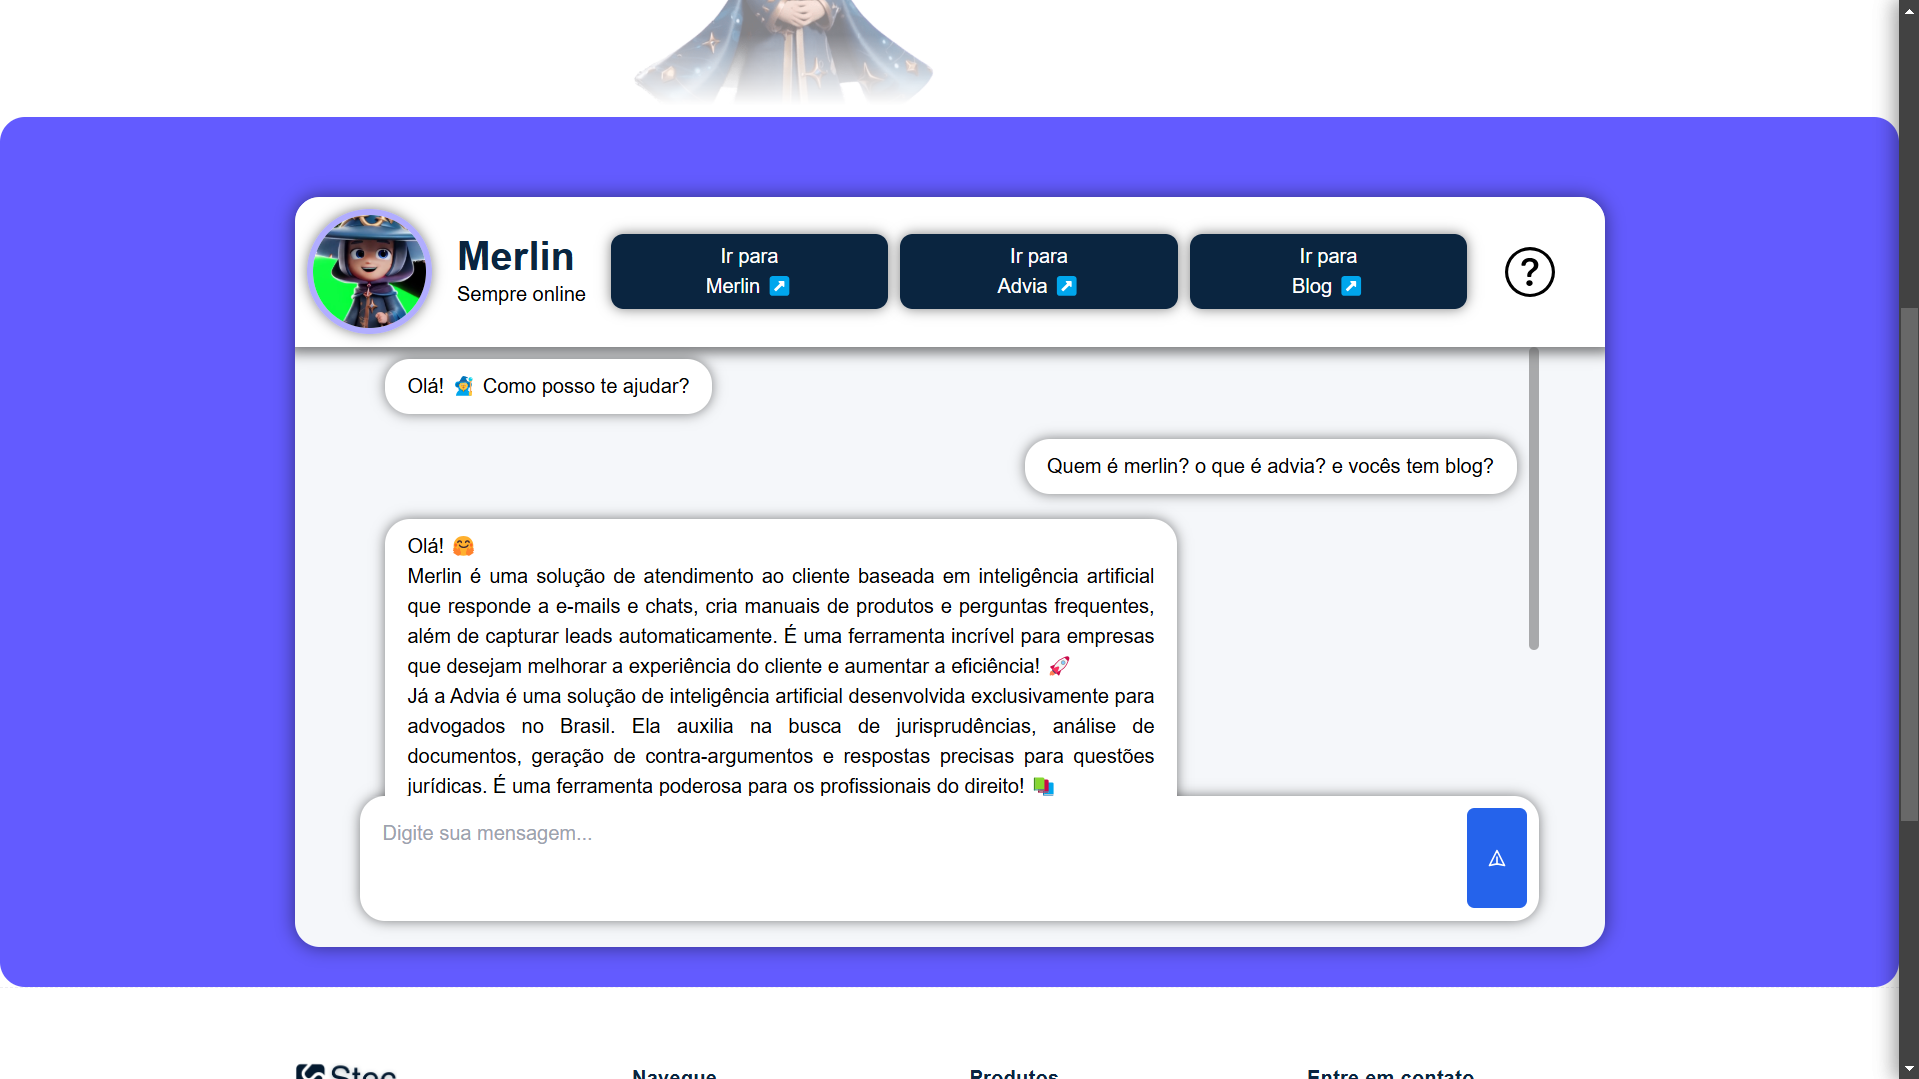 Merlin
Sempre online
Ir para
Merlin
Ir para
Advia
Ir para
Blog
?
Olá! Como posso te ajudar?
Quem é merlin? o que é advia? e vocês tem blog?
Olá!
Merlin é uma solução de atendimento ao cliente baseada em inteligência artificial
que responde a e-mails e chats, cria manuais de produtos e perguntas frequentes,
além de capturar leads automaticamente. É uma ferramenta incrível para empresas
que desejam melhorar a experiência do cliente e aumentar a eficiência!
Já a Advia é uma solução de inteligência artificial desenvolvida exclusivamente para
advogados no Brasil. Ela auxilia na busca de jurisprudências, análise de
documentos, geração de contra-argumentos e respostas precisas para questões
jurídicas. É uma ferramenta poderosa para os profissionais do direito!
Digite sua mensagem...
Navegue
Produtos
Entre em contato